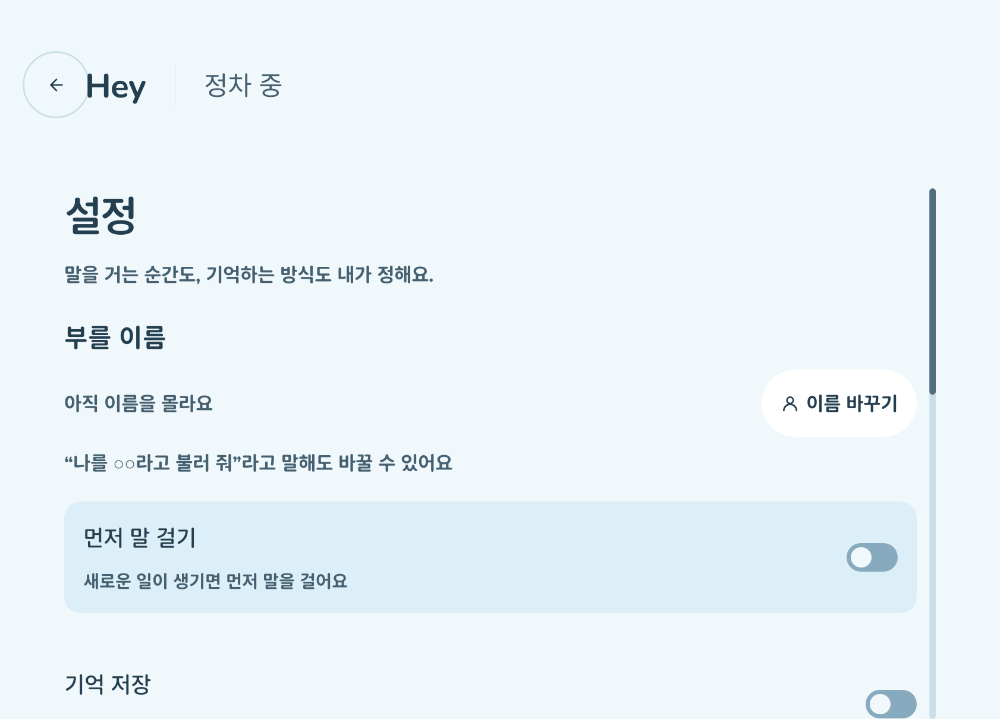 Hey
정차 중
설정
말을 거는 순간도, 기억하는 방식도 내가 정해요.
부를 이름
아직 이름을 몰라요
이름 바꾸기
“나를 ○○라고 불러 줘”라고 말해도 바꿀 수 있어요
먼저 말 걸기
새로운 일이 생기면 먼저 말을 걸어요
기억 저장